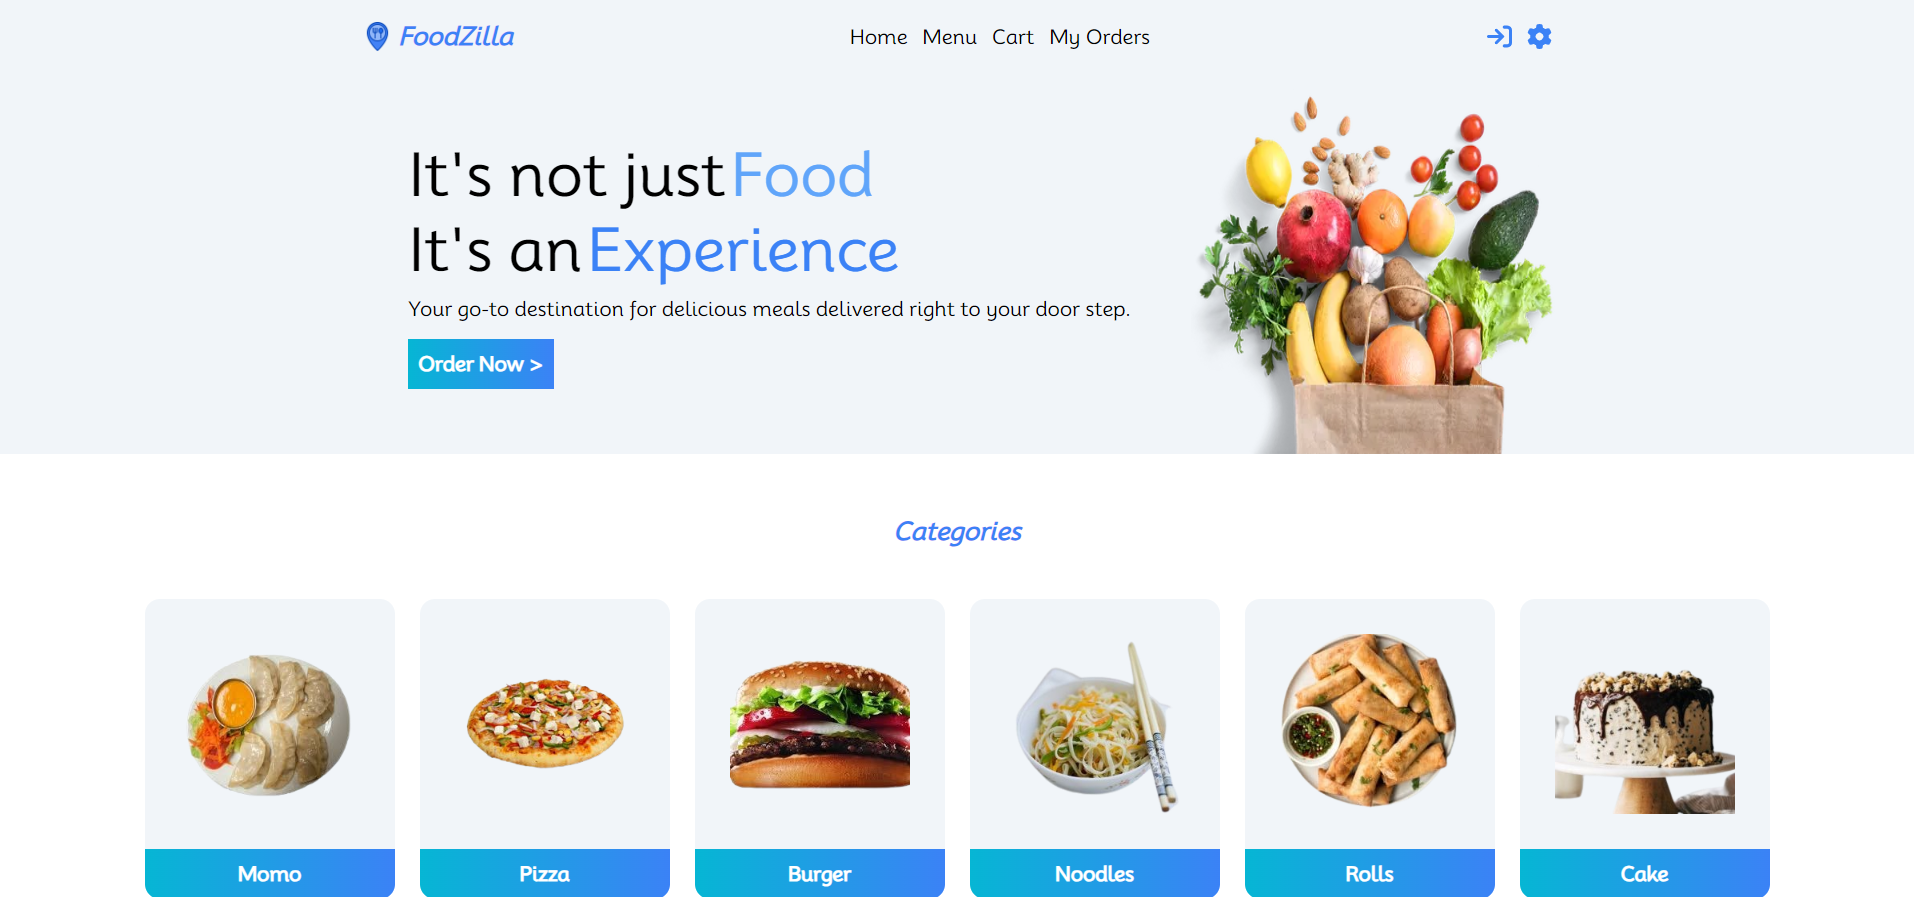 FoodZilla
Home Menu Cart My Orders
It's not just Food
It's an Experience
Your go-to destination for delicious meals delivered right to your door step.
Order Now >
Categories
Momo
Pizza
Burger
Noodles
Rolls
Cake